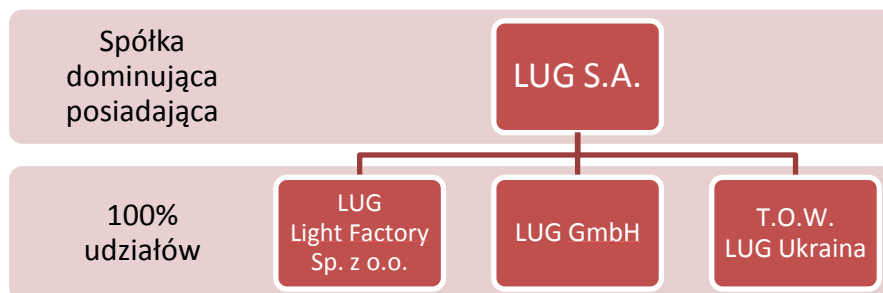 Spółka
dominująca
posiadająca
LUG S.A.
100%
udziałów
LUG
Light Factory
Sp. z o.o.
LUG GmbH
T.O.W.
LUG Ukraina